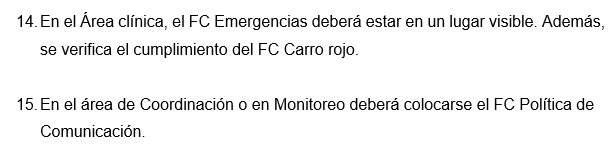 14. En el Área clínica, el FC Emergencias deberá estar en un lugar visible. Además,
se verifica el cumplimiento del FC Carro rojo.
15. En el área de Coordinación o en Monitoreo deberá colocarse el FC Política de
Comunicación.